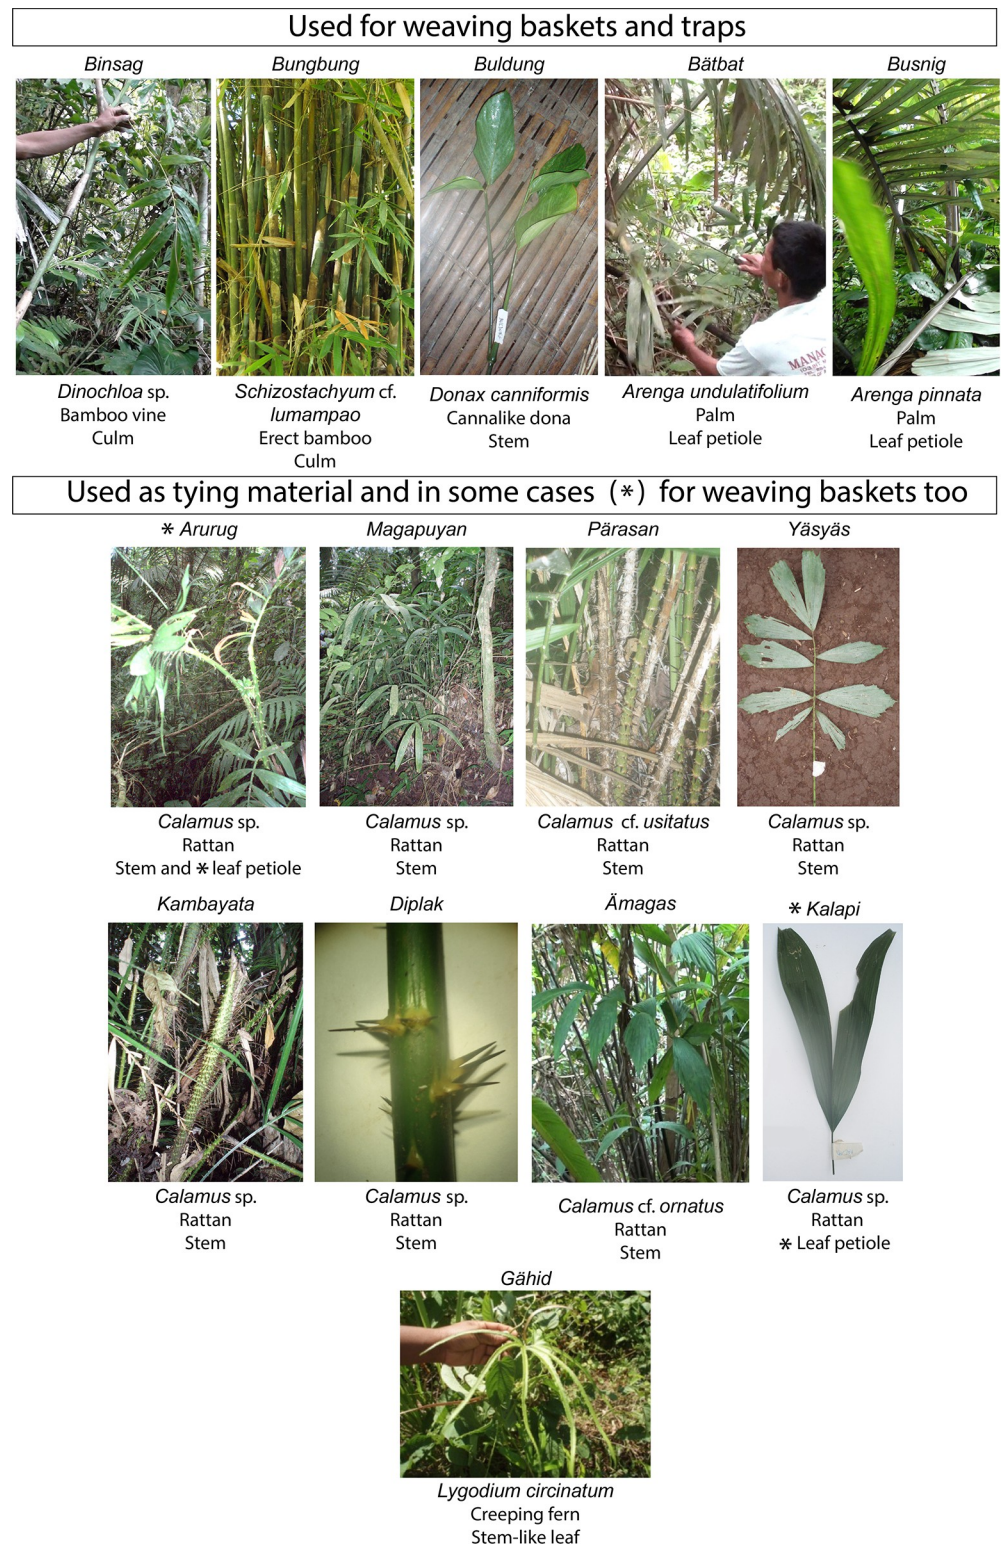 Used for weaving baskets and traps
Binsag
Bungbung
Buldung
Bätbat
Busnig
MANAC
Dinochloa sp.
Bamboo vine
Culm
Schizostachyum cf.
lumampao
Erect bamboo
Culm
Donax canniformis
Cannalike dona
Stem
Arenga undulatifolium
Palm
Leaf petiole
Arenga pinnata
Palm
Leaf petiole
Used as tying material and in some cases (*) for weaving baskets too
* Arurug
Magapuyan
Pärasan
Yäsyäs
Calamus sp.
Rattan
Stem and * leaf petiole
Calamus sp.
Rattan
Stem
Calamus cf. usitatus
Rattan
Stem
Calamus sp.
Rattan
Stem
Kambayata
Diplak
Ämagas
* Kalapi
Calamus sp.
Rattan
Stem
Calamus sp.
Rattan
Stem
Calamus cf. ornatus
Rattan
Stem
Calamus sp.
Rattan
* Leaf petiole
Gähid
Lygodium circinatum
Creeping fern
Stem-like leaf